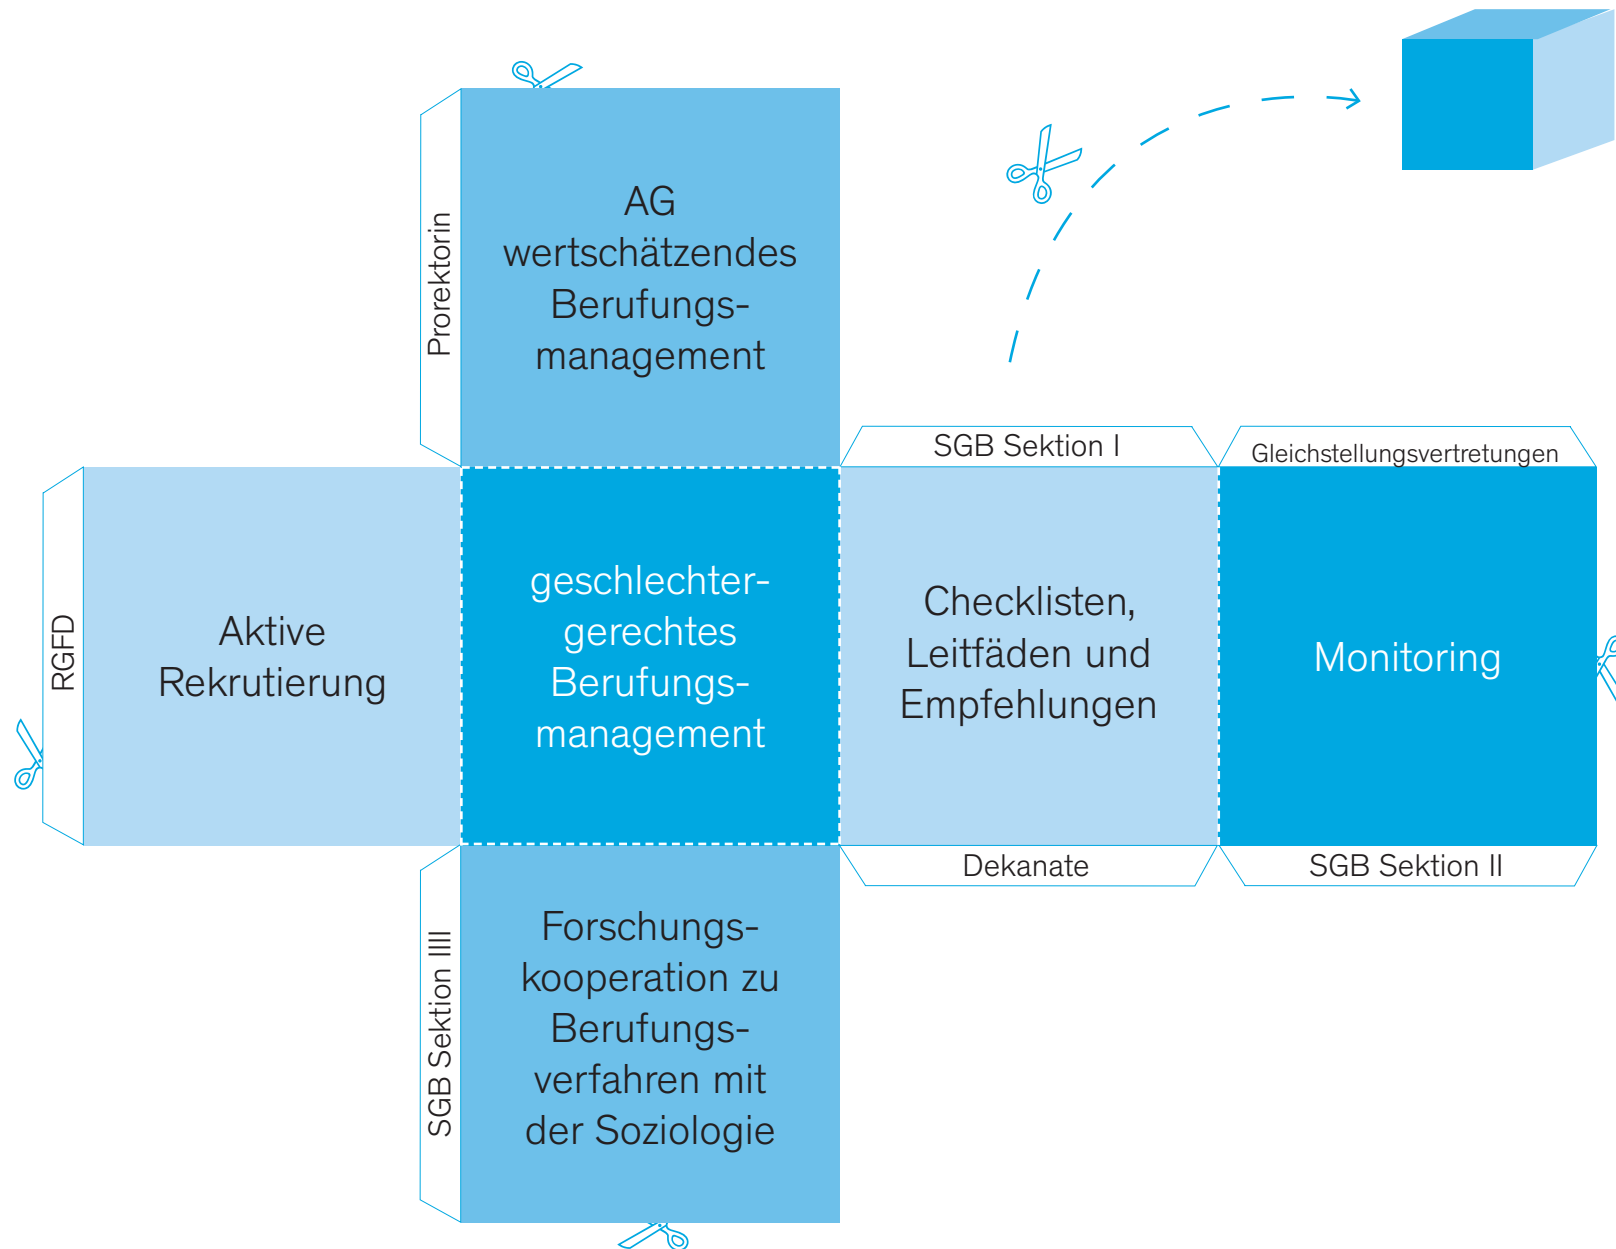 Prorektorin
AG
wertschätzendes
Berufungs-
management
SGB Sektion I
Gleichstellungsvertretungen
RGFD
Aktive
Rekrutierung
geschlechter-
gerechtes
Berufungs-
management
Checklisten,
Leitfäden und
Empfehlungen
Monitoring
Dekanate
SGB Sektion II
SGB Sektion IIII
Forschungs-
kooperation zu
Berufungs-
verfahren mit
der Soziologie